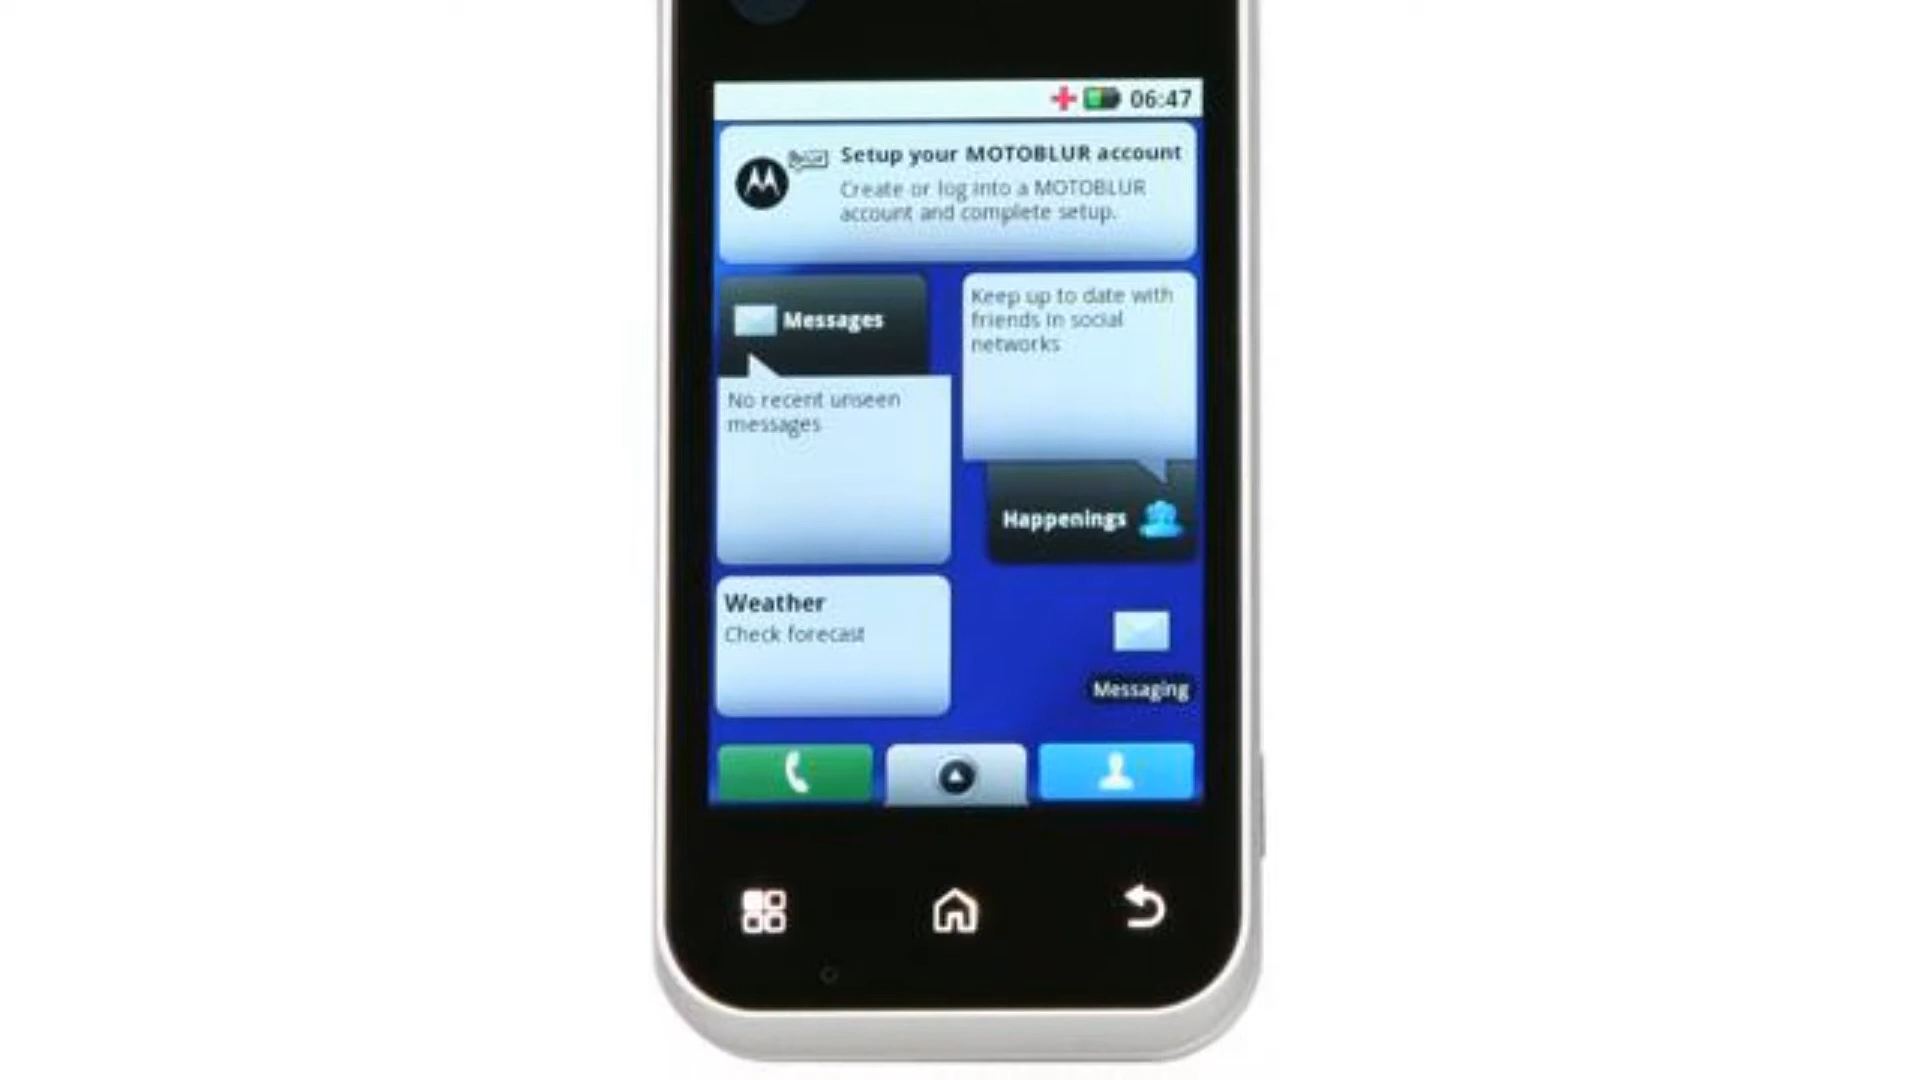 06:47
Setup your MOTOBLUR account
Create or log into a MOTOBLUR
account and complete setup.
Messages
No recent unseen
messages
Keep up to date with
friends in social
networks
Happenings
Weather
Check forecast
Messaging